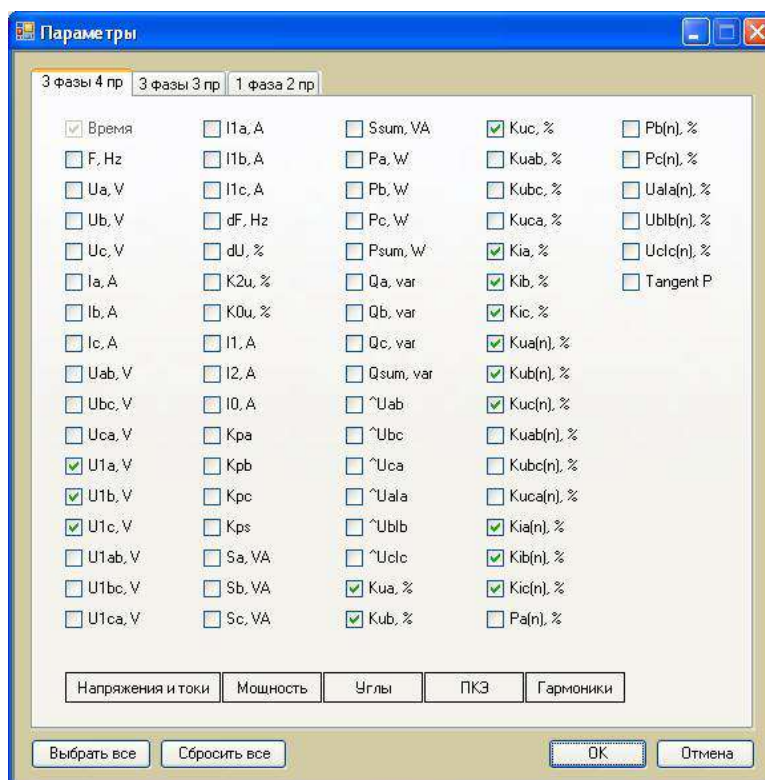 Параметры
3 фазы 4 пр
3 фазы 3 пр
1 фаза 2 пр
Время
F, Hz
Ua, V
Ub, V
Uc, V
Ia, A
Ib, A
Ic, A
Uab, V
Ubc, V
Uca, V
U1a, V
U1b, V
U1c, V
U1ab, V
U1bc, V
U1ca, V
I1a, A
I1b, A
I1c, A
dF, Hz
dU, %
K2u, %
K0u, %
I1, A
I2, A
I0, A
Kpa
Kpb
Kpc
Kps
Sa, VA
Sb, VA
Sc, VA
Ssum, VA
Pa, W
Pb, W
Pc, W
Psum, W
Qa, var
Qb, var
Qc, var
Qsum, var
^Uab
^Ubc
^Uca
^UaIa
^UbIb
^UcIc
Kua, %
Kub, %
Kuc, %
Kuab, %
Kubc, %
Kuca, %
Kia, %
Kib, %
Kic, %
Kua(n), %
Kub(n), %
Kuc(n), %
Kuab(n), %
Kubc(n), %
Kuca(n), %
Kia(n), %
Kib(n), %
Kic(n), %
Pa(n), %
Pb(n), %
Pc(n), %
UaIa(n), %
UbIb(n), %
UcIc(n), %
Tangent P
Напряжения и токи
Мощность
Углы
ПКЭ
Гармоники
Выбрать все
Сбросить все
OK
Отмена